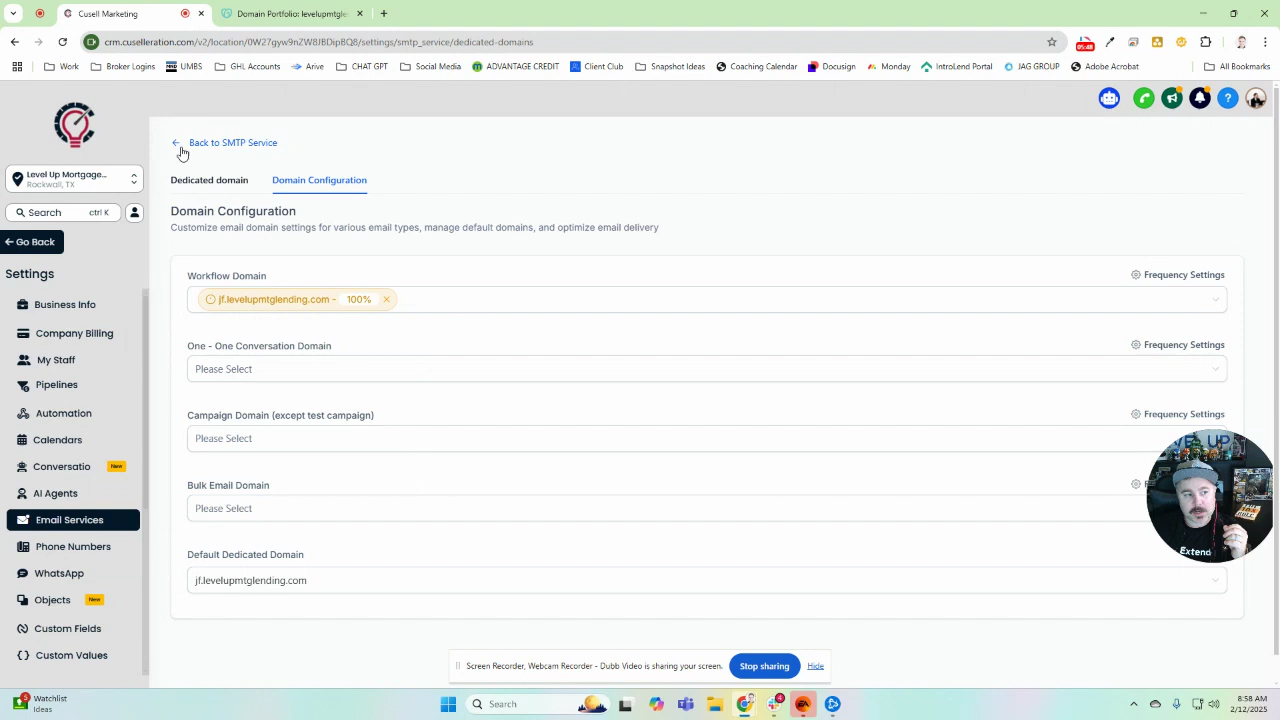 Cusell Marketing
Domain Portfolio: levelupmtgle
crm.cuselleration.com/v2/location/0W27gyw9nZW8JBDipBQ8/settings/smtp_service/dedicated-domains
05:48
Work
Broker Logins
UMBS
GHL Accounts
Arive
CHAT GPT
Social Media
ADVANTAGE CREDIT
Client Club
Snapshot Ideas
Coaching Calendar
Docusign
Monday
IntroLend Portal
JAG GROUP
Adobe Acrobat
All Bookmarks
Back to SMTP Service
Level Up Mortgage...
Rockwall, TX
Dedicated domain
Domain Configuration
Search
ctrl K
Go Back
Domain Configuration
Customize email domain settings for various email types, manage default domains, and optimize email delivery
Settings
Business Info
Company Billing
My Staff
Pipelines
Automation
Calendars
Conversatio
New
AI Agents
Email Services
Phone Numbers
WhatsApp
Objects
New
Custom Fields
Custom Values
Workflow Domain
Frequency Settings
jf.levelupmtglending.com - 100%
One - One Conversation Domain
Frequency Settings
Please Select
Campaign Domain (except test campaign)
Frequency Settings
Please Select
Bulk Email Domain
Please Select
Default Dedicated Domain
jf.levelupmtglending.com
Extend
Screen Recorder, Webcam Recorder - Dubb Video is sharing your screen.
Stop sharing
Hide
5
Watchlist
Ideas
Search
4
8:58 AM
2/12/2025